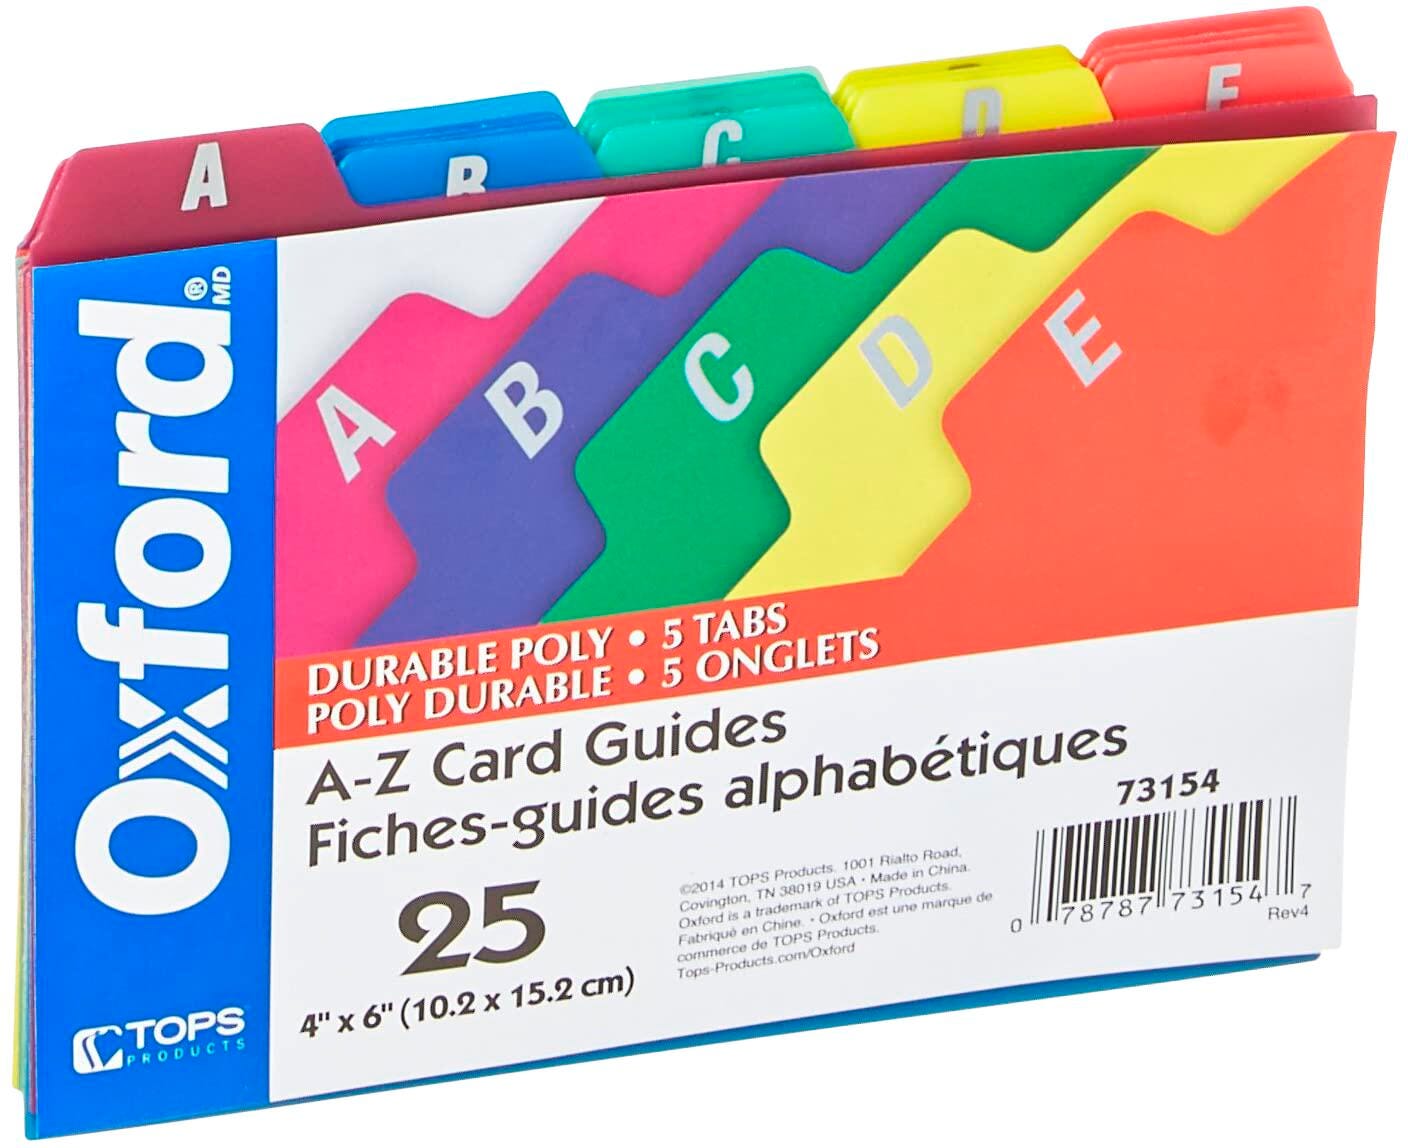 A
B
C
D
E
Oxford®MD
A
B
C
D
E
DURABLE POLY • 5 TABS
POLY DURABLE • 5 ONGLETS
A-Z Card Guides
Fiches-guides alphabétiques
25
4" x 6" (10.2 x 15.2 cm)
©2014 TOPS Products. 1001 Rialto Road,
Covington, TN 38019 USA • Made in China.
Oxford is a trademark of TOPS Products.
Fabriqué en Chine. • Oxford est une marque de
commerce de TOPS Products.
Tops-Products.com/Oxford
73154
0 78787 73154 7
Rev4
TOPS
PRODUCTS